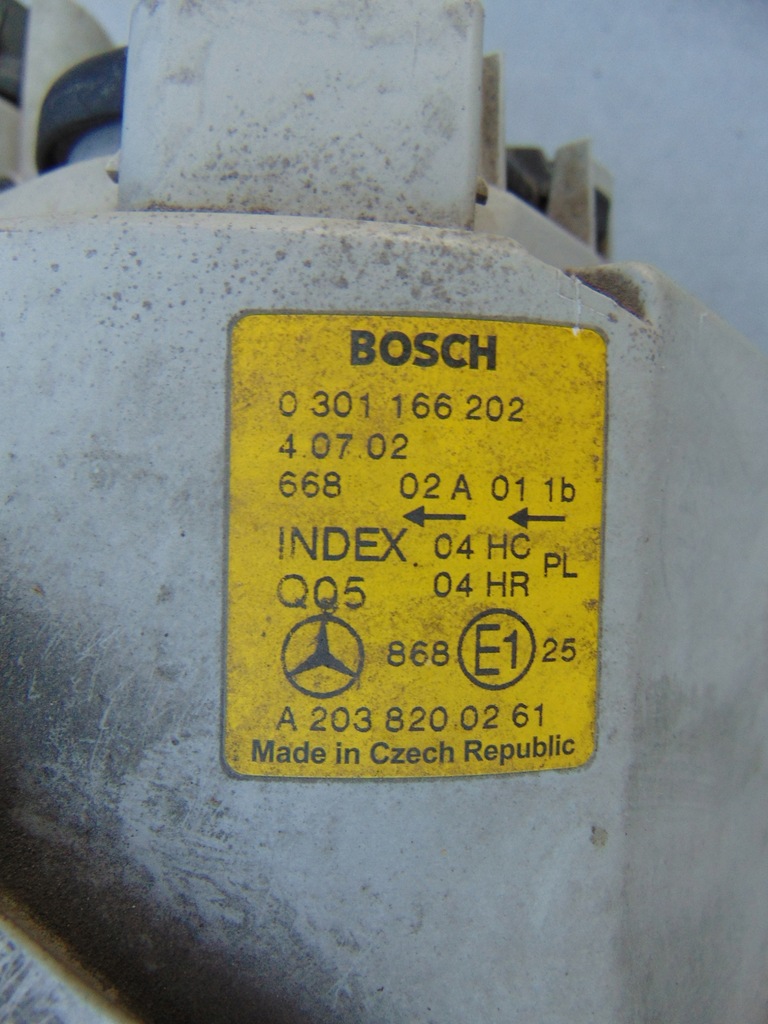 BOSCH
0 301 166 202
4.07.02
668 02 A 01 1b
INDEX 04 HC PL
Q05 04 HR
868 E1 25
A 203 820 02 61
Made in Czech Republic